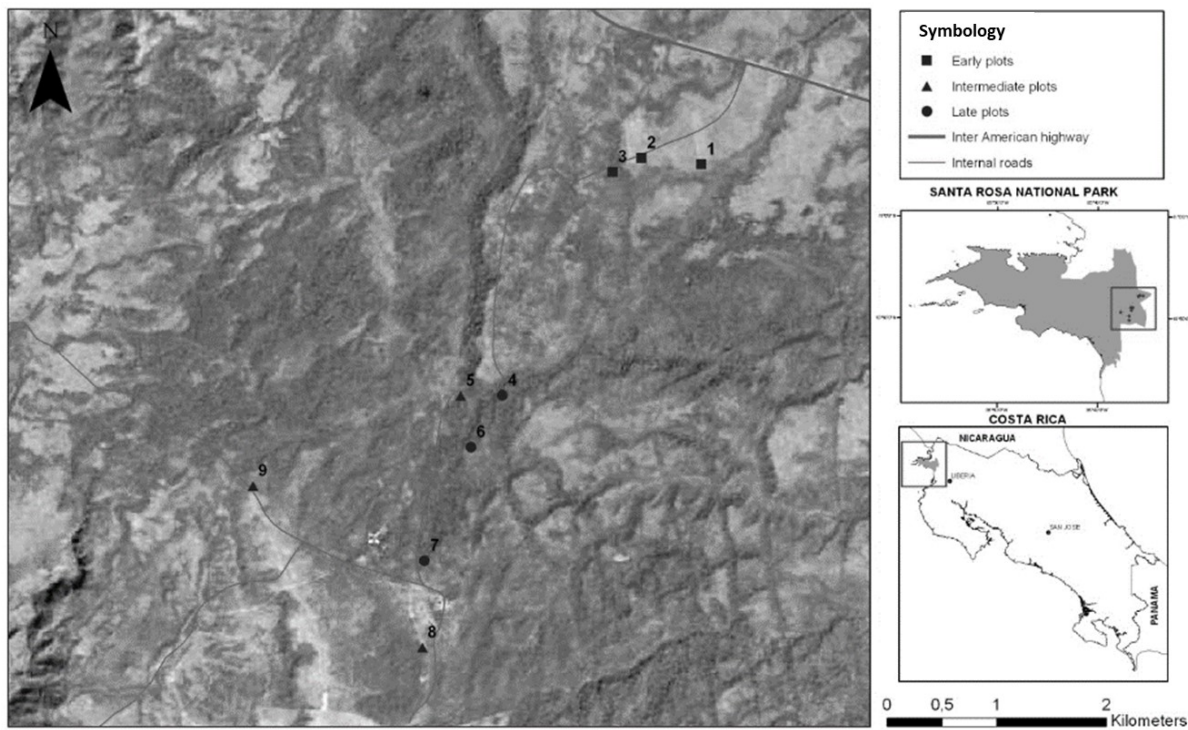 N
1
2
3
4
5
6
7
8
9
Symbology
Early plots
Intermediate plots
Late plots
Inter American highway
Internal roads
SANTA ROSA NATIONAL PARK
COSTA RICA
NICARAGUA
LIBERIA
SAN JOSE
PANAMA
0 0,5 1 2
Kilometers